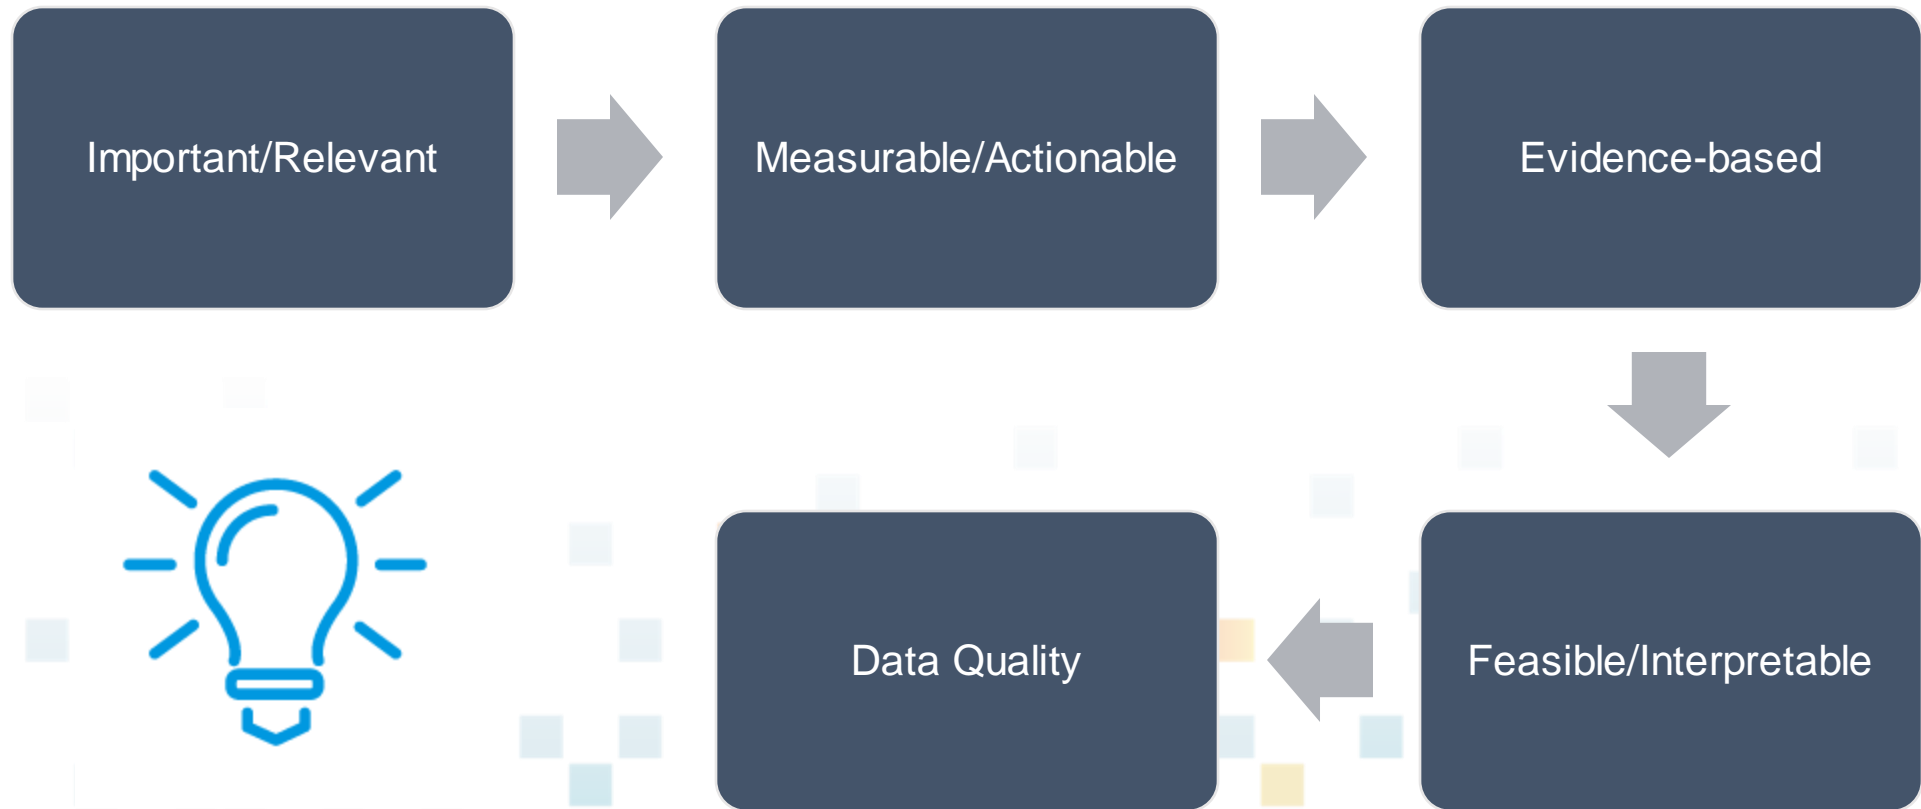 Important/Relevant
Measurable/Actionable
Evidence-based
Feasible/Interpretable
Data Quality